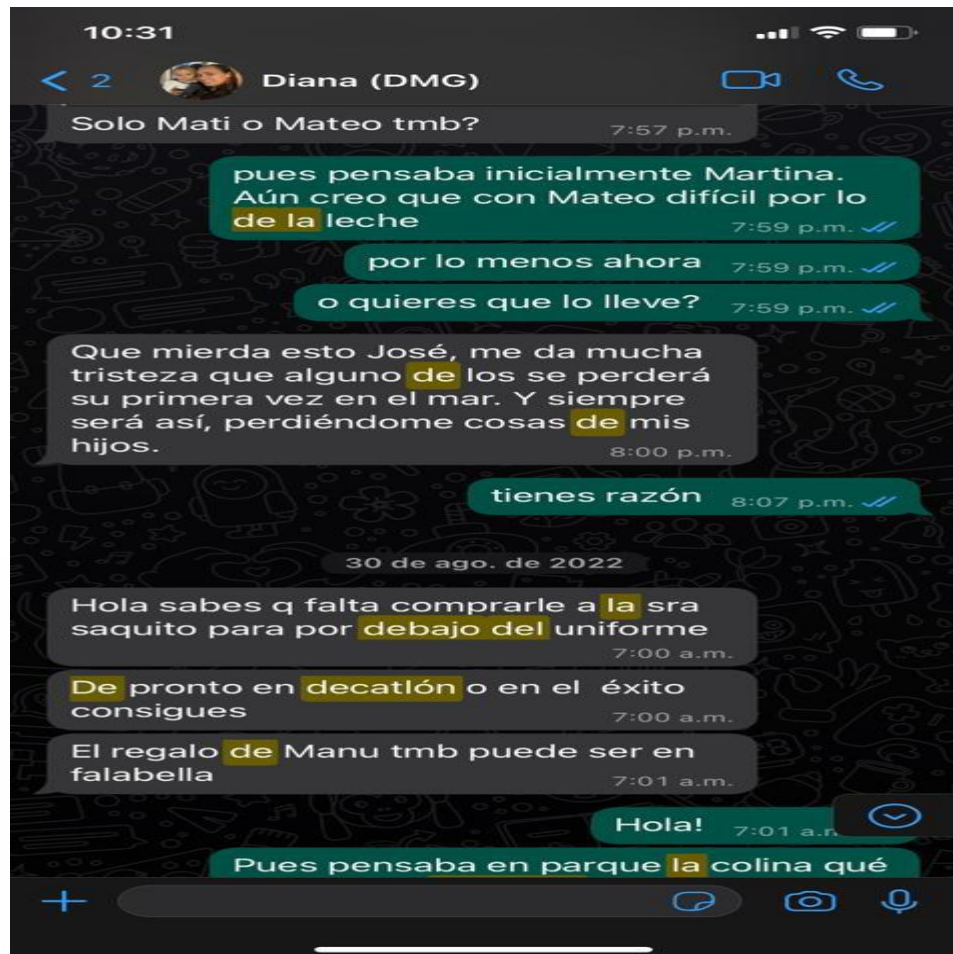 10:31
2 Diana (DMG)
Solo Mati o Mateo tmb?
7:57 p.m.
pues pensaba inicialmente Martina.
Aún creo que con Mateo difícil por lo
de la leche
7:59 p.m.
por lo menos ahora 7:59 p.m.
o quieres que lo lleve? 7:59 p.m.
Que mierda esto José, me da mucha
tristeza que alguno de los se perderá
su primera vez en el mar. Y siempre
será así, perdiéndome cosas de mis
hijos.
8:00 p.m.
tienes razón 8:07 p.m.
30 de ago. de 2022
Hola sabes q falta comprarle a la sra
saquito para por debajo del uniforme
7:00 a.m.
De pronto en decatlón o en el éxito
consigues
7:00 a.m.
El regalo de Manu tmb puede ser en
falabella
7:01 a.m.
Hola! 7:01 a.
Pues pensaba en parque la colina qué